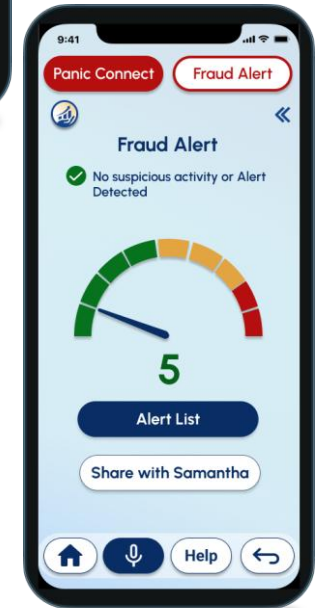 9:41
Panic Connect
Fraud Alert
Fraud Alert
No suspicious activity or Alert
Detected
5
Alert List
Share with Samantha
Help